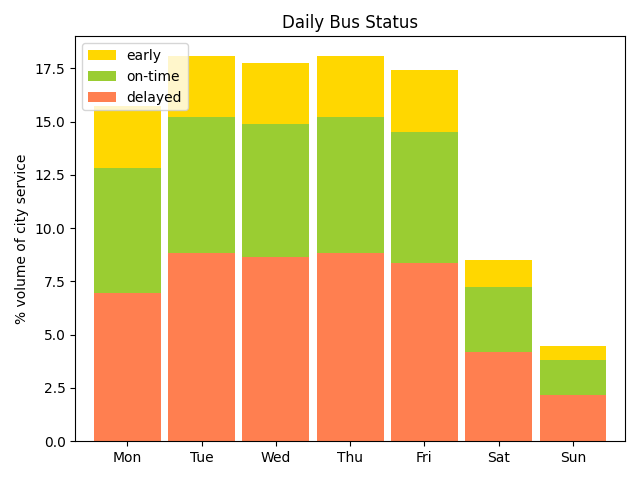 Daily Bus Status
early
on-time
delayed
% volume of city service
17.5
15.0
12.5
10.0
7.5
5.0
2.5
0.0
Mon Tue Wed Thu Fri Sat Sun